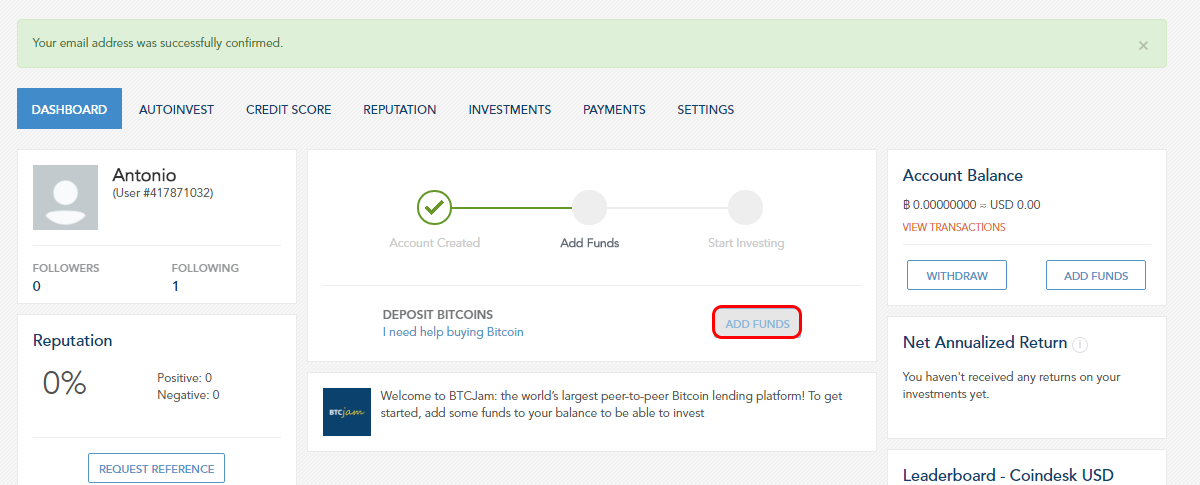 Your email address was successfully confirmed.
×
DASHBOARD
AUTOINVEST
CREDIT SCORE
REPUTATION
INVESTMENTS
PAYMENTS
SETTINGS
Antonio
(User #417871032)
FOLLOWERS
0
FOLLOWING
1
Reputation
0%
Positive: 0
Negative: 0
REQUEST REFERENCE
Account Created
Add Funds
Start Investing
DEPOSIT BITCOINS
I need help buying Bitcoin
ADD FUNDS
BTCjam
Welcome to BTCJam: the world's largest peer-to-peer Bitcoin lending platform! To get
started, add some funds to your balance to be able to invest
Account Balance
฿ 0.00000000 ≈ USD 0.00
VIEW TRANSACTIONS
WITHDRAW
ADD FUNDS
Net Annualized Return i
You haven't received any returns on your
investments yet.
Leaderboard - Coindesk USD